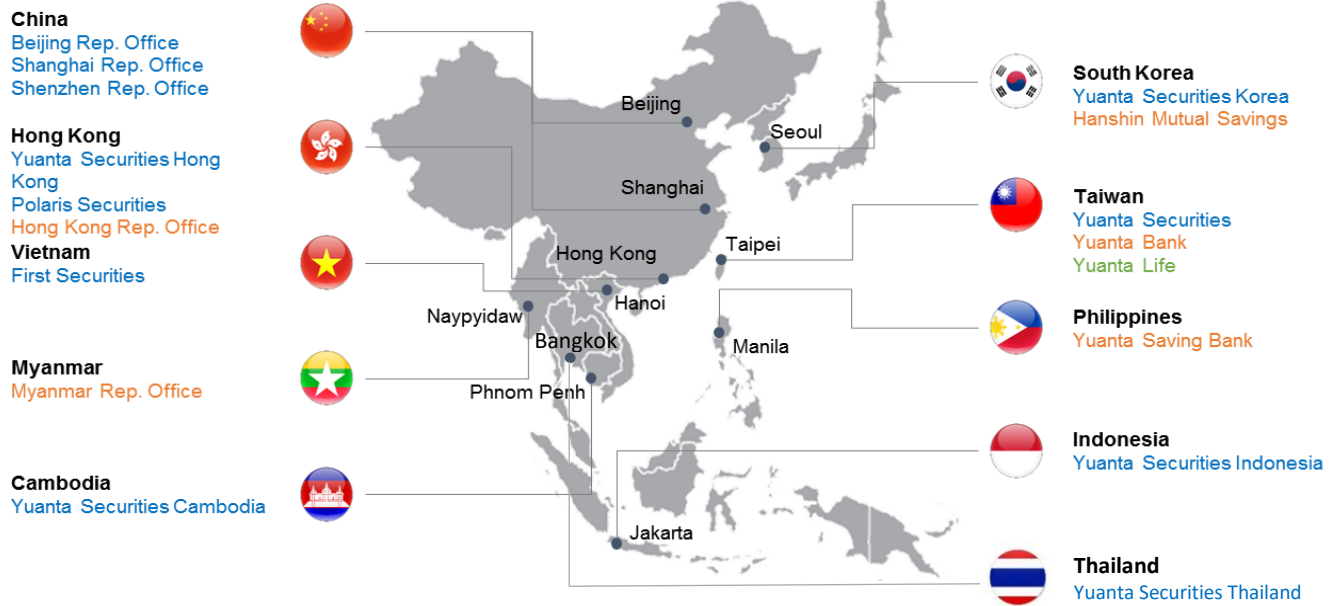 China
Beijing Rep. Office
Shanghai Rep. Office
Shenzhen Rep. Office
Hong Kong
Yuanta Securities Hong
Kong
Polaris Securities
Hong Kong Rep. Office
Vietnam
First Securities
Myanmar
Myanmar Rep. Office
Cambodia
Yuanta Securities Cambodia
Beijing
Seoul
Shanghai
Taipei
Hong Kong
Hanoi
Naypyidaw
Bangkok
Manila
Phnom Penh
Jakarta
South Korea
Yuanta Securities Korea
Hanshin Mutual Savings
Taiwan
Yuanta Securities
Yuanta Bank
Yuanta Life
Philippines
Yuanta Saving Bank
Indonesia
Yuanta Securities Indonesia
Thailand
Yuanta Securities Thailand